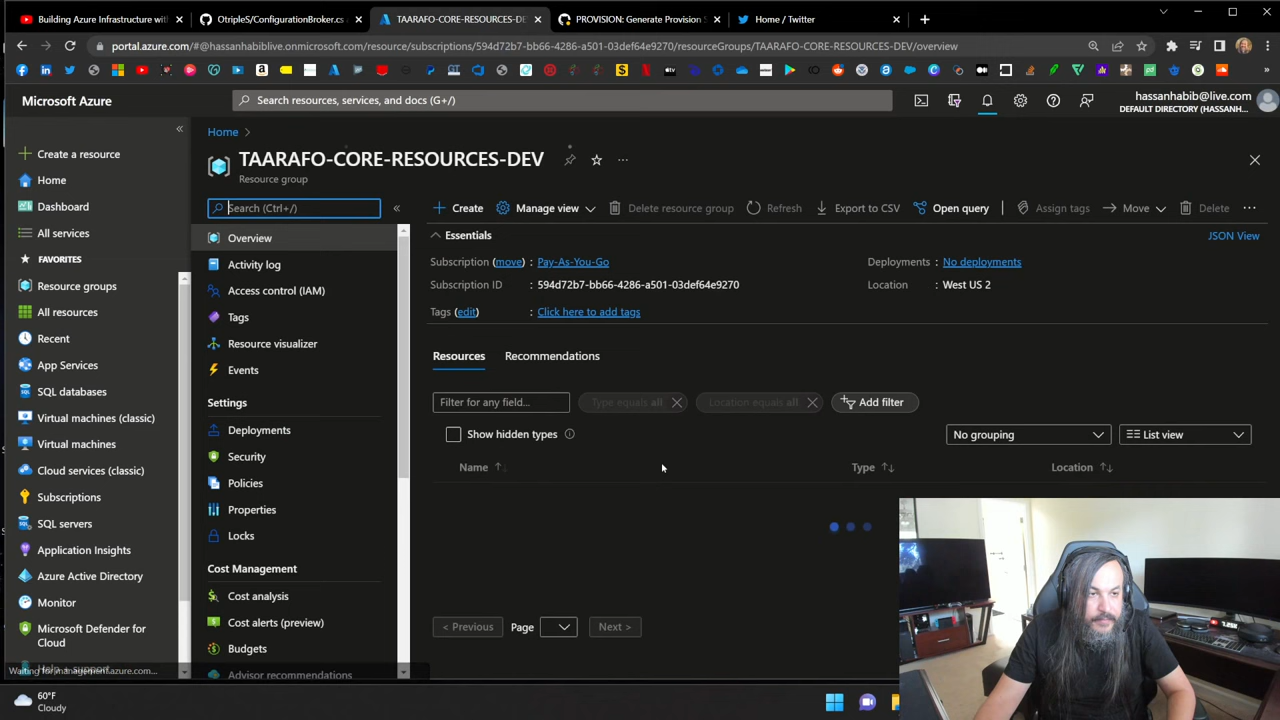 Building Azure Infrastructure with
OtripleS/ConfigurationBroker.cs a
TAARAFO-CORE-RESOURCES-DE
PROVISION: Generate Provision S
Home / Twitter
portal.azure.com/#@hassanhabiblive.onmicrosoft.com/resource/subscriptions/594d72b7-bb66-4286-a501-03def64e9270/resourceGroups/TAARAFO-CORE-RESOURCES-DEV/overview
Microsoft Azure
Search resources, services, and docs (G+/)
hassanhabib@live.com
DEFAULT DIRECTORY (HASSANH...
Create a resource
Home
Dashboard
All services
FAVORITES
Resource groups
All resources
Recent
App Services
SQL databases
Virtual machines (classic)
Virtual machines
Cloud services (classic)
Subscriptions
SQL servers
Application Insights
Azure Active Directory
Monitor
Microsoft Defender for
Cloud
Help + support
Waiting for management.azure.com...
Home
TAARAFO-CORE-RESOURCES-DEV
Resource group
Search (Ctrl+/)
Overview
Activity log
Access control (IAM)
Tags
Resource visualizer
Events
Settings
Deployments
Security
Policies
Properties
Locks
Cost Management
Cost analysis
Cost alerts (preview)
Budgets
Advisor recommendations
Create
Manage view
Delete resource group
Refresh
Export to CSV
Open query
Assign tags
Move
Delete
Essentials
JSON View
Subscription (move) : Pay-As-You-Go
Deployments : No deployments
Subscription ID : 594d72b7-bb66-4286-a501-03def64e9270
Location : West US 2
Tags (edit) : Click here to add tags
Resources
Recommendations
Filter for any field...
Type equals all
Location equals all
Add filter
Show hidden types
No grouping
List view
Name
Type
Location
< Previous
Page
Next >
60°F
Cloudy